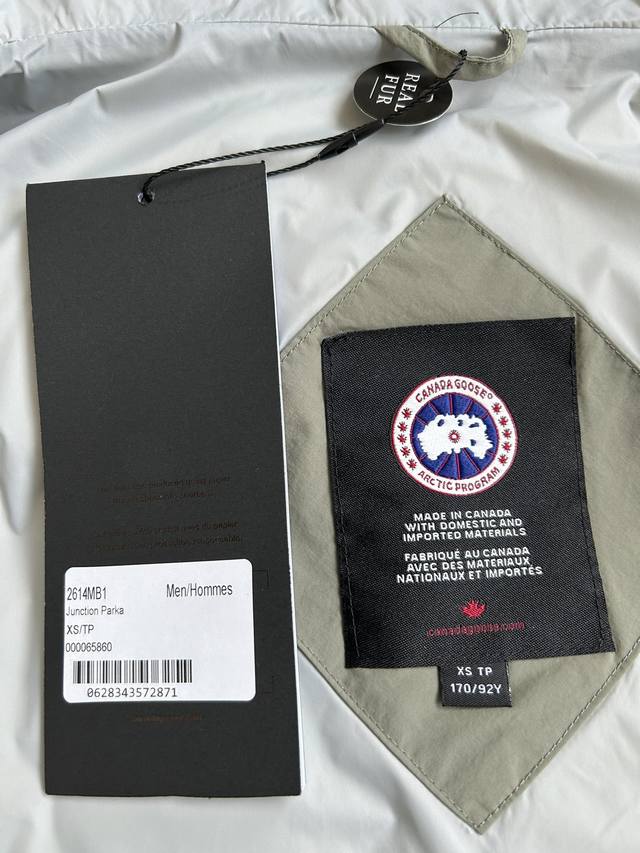 REAL
FUR
CANADA GOOSE®
ARCTIC PROGRAM
MADE IN CANADA
WITH DOMESTIC AND
IMPORTED MATERIALS
FABRIQUÉ AU CANADA
AVEC DES MATERIAUX
NATIONAUX ET IMPORTÉS
canadagoose.com
XS TP
170/92Y
2614MB1 Men/Hommes
Junction Parka
XS/TP
000065860
0628343572871